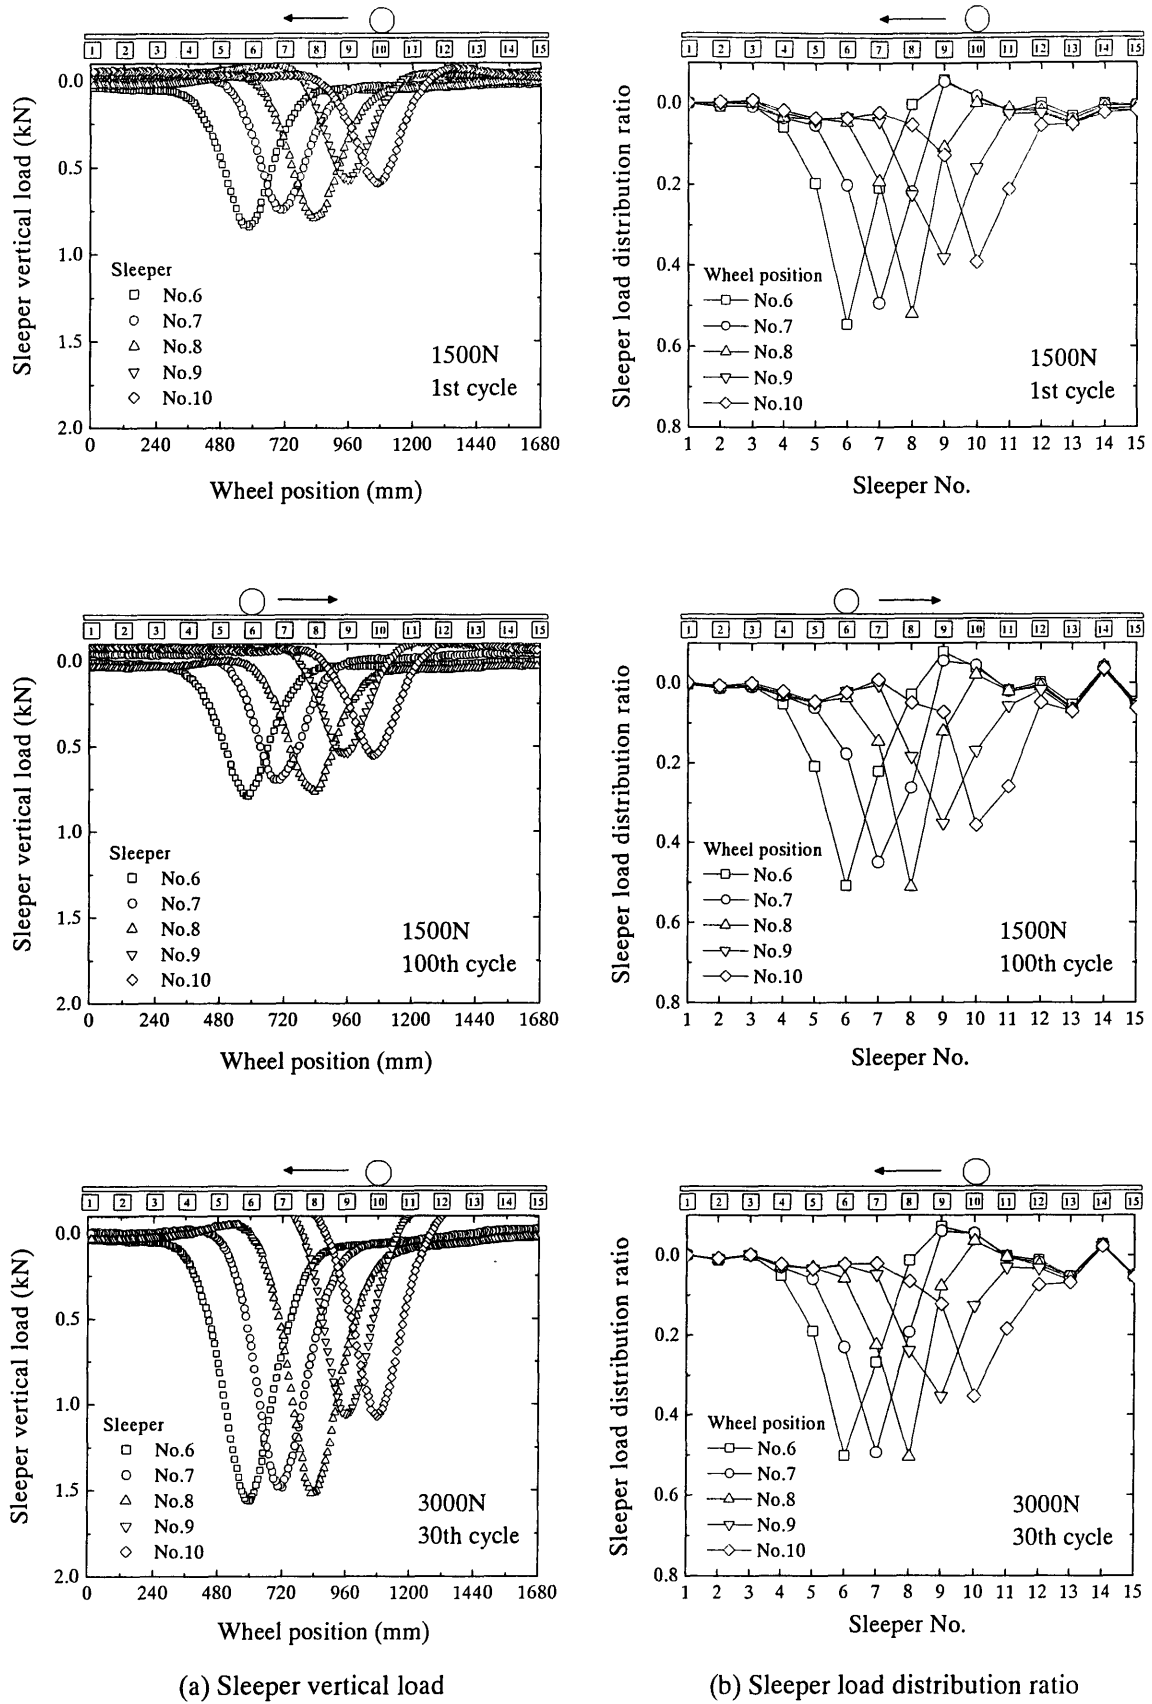 1 2 3 4 5 6 7 8 9 10 11 12 13 14 15
Sleeper vertical load (kN)
0.0
0.5
1.0
1.5
2.0
Sleeper
No.6
No.7
No.8
No.9
No.10
1500N
1st cycle
0 240 480 720 960 1200 1440 1680
Wheel position (mm)
1 2 3 4 5 6 7 8 9 10 11 12 13 14 15
Sleeper load distribution ratio
0.0
0.2
0.4
0.6
0.8
Wheel position
No.6
No.7
No.8
No.9
No.10
1500N
1st cycle
1 2 3 4 5 6 7 8 9 10 11 12 13 14 15
Sleeper No.
1 2 3 4 5 6 7 8 9 10 11 12 13 14 15
Sleeper vertical load (kN)
0.0
0.5
1.0
1.5
2.0
Sleeper
No.6
No.7
No.8
No.9
No.10
1500N
100th cycle
0 240 480 720 960 1200 1440 1680
Wheel position (mm)
1 2 3 4 5 6 7 8 9 10 11 12 13 14 15
Sleeper load distribution ratio
0.0
0.2
0.4
0.6
0.8
Wheel position
No.6
No.7
No.8
No.9
No.10
1500N
100th cycle
1 2 3 4 5 6 7 8 9 10 11 12 13 14 15
Sleeper No.
1 2 3 4 5 6 7 8 9 10 11 12 13 14 15
Sleeper vertical load (kN)
0.0
0.5
1.0
1.5
2.0
Sleeper
No.6
No.7
No.8
No.9
No.10
3000N
30th cycle
0 240 480 720 960 1200 1440 1680
Wheel position (mm)
1 2 3 4 5 6 7 8 9 10 11 12 13 14 15
Sleeper load distribution ratio
0.0
0.2
0.4
0.6
0.8
Wheel position
No.6
No.7
No.8
No.9
No.10
3000N
30th cycle
1 2 3 4 5 6 7 8 9 10 11 12 13 14 15
Sleeper No.
(a) Sleeper vertical load
(b) Sleeper load distribution ratio